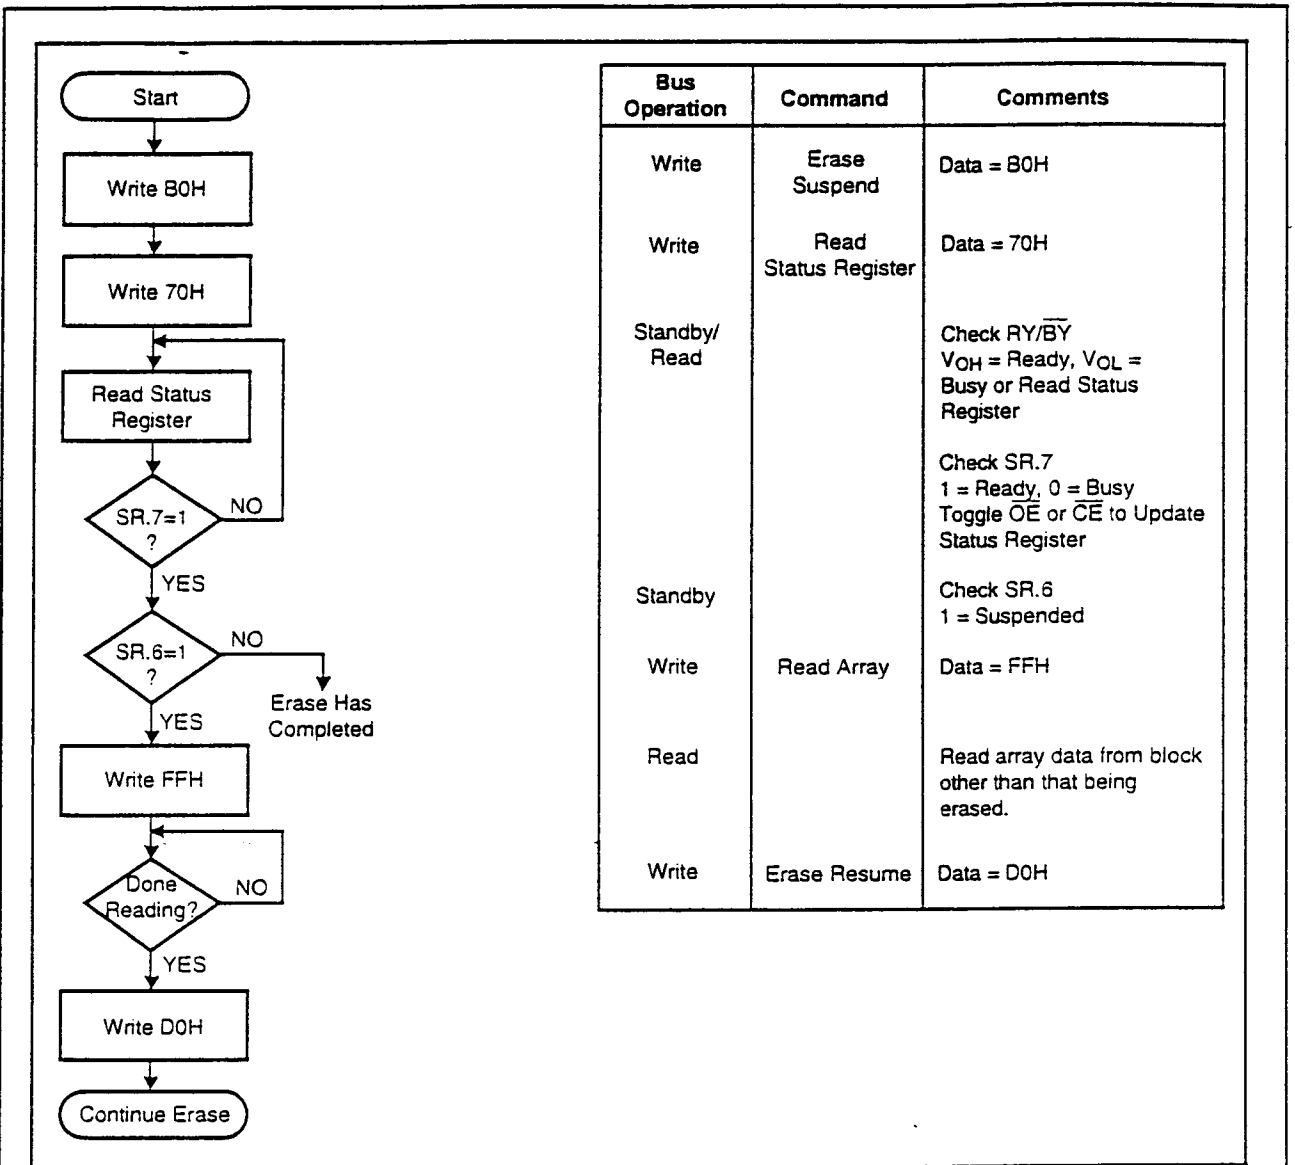 Start
Write B0H
Write 70H
Read Status
Register
SR.7=1
?
NO
YES
SR.6=1
?
NO
Erase Has
Completed
YES
Write FFH
Done
Reading?
NO
YES
Write D0H
Continue Erase
Bus
Operation
Command
Comments
Write
Erase
Suspend
Data = B0H
Write
Read
Status Register
Data = 70H
Standby/
Read
Check RY/B̅Y̅
VOH = Ready, VOL =
Busy or Read Status
Register
Check SR.7
1 = Ready, 0 = Busy
Toggle O̅E̅ or C̅E̅ to Update
Status Register
Standby
Check SR.6
1 = Suspended
Write
Read Array
Data = FFH
Read
Read array data from block
other than that being
erased.
Write
Erase Resume
Data = D0H